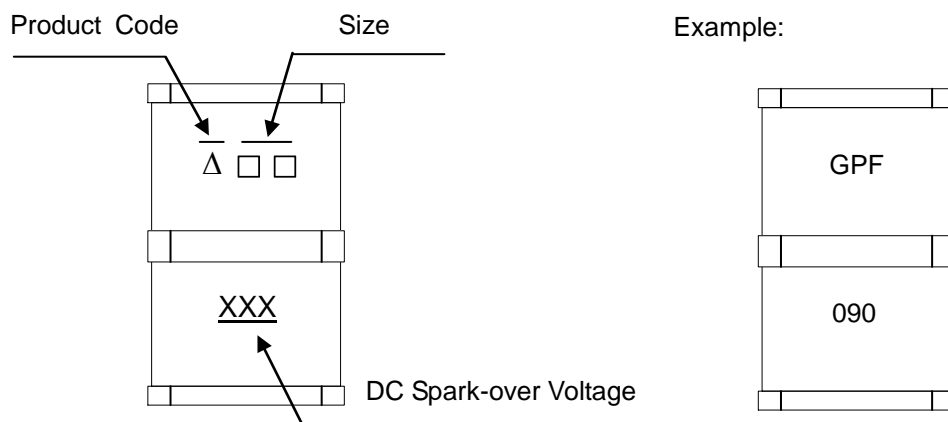 Product Code Size Example:
Δ □ □
GPF
XXX
090
DC Spark-over Voltage